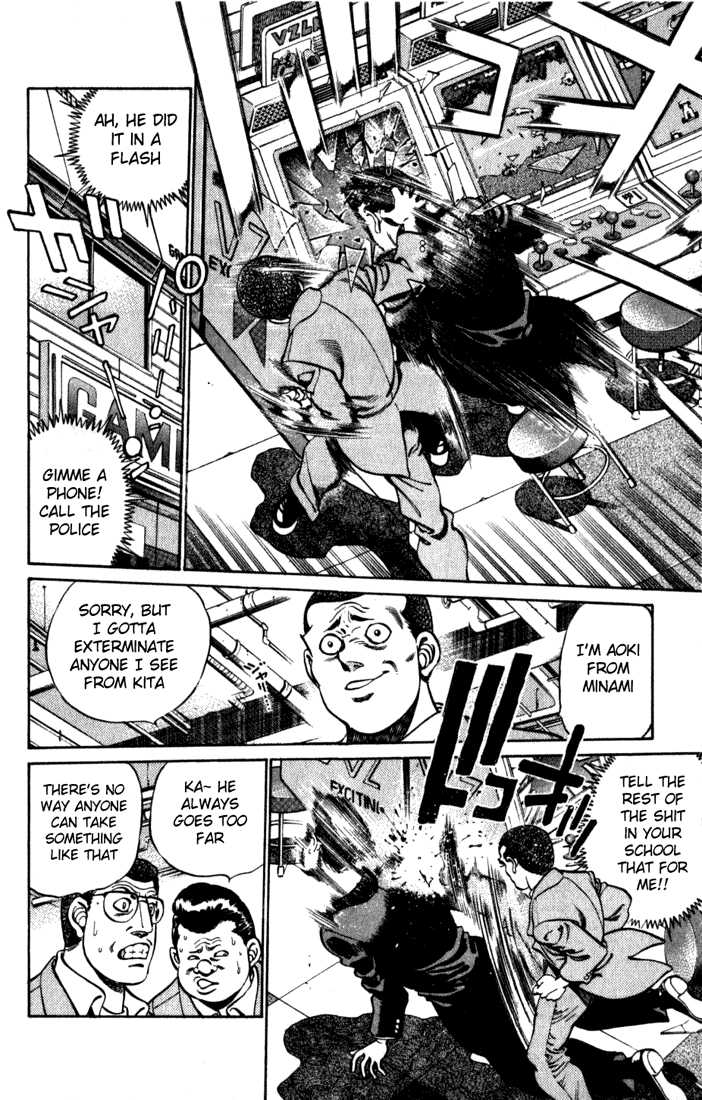 EXCI
AH, HE DID
IT IN A
FLASH
GAM
GIMME A
PHONE!
CALL THE
POLICE
I'M AOKI
FROM
MINAMI
SORRY, BUT
I GOTTA
EXTERMINATE
ANYONE I SEE
FROM KITA
TELL THE
REST OF
THE SHIT
IN YOUR
SCHOOL
THAT FOR
ME!!
EXCITING
KA~ HE
ALWAYS
GOES TOO
FAR
THERE'S NO
WAY ANYONE
CAN TAKE
SOMETHING
LIKE THAT